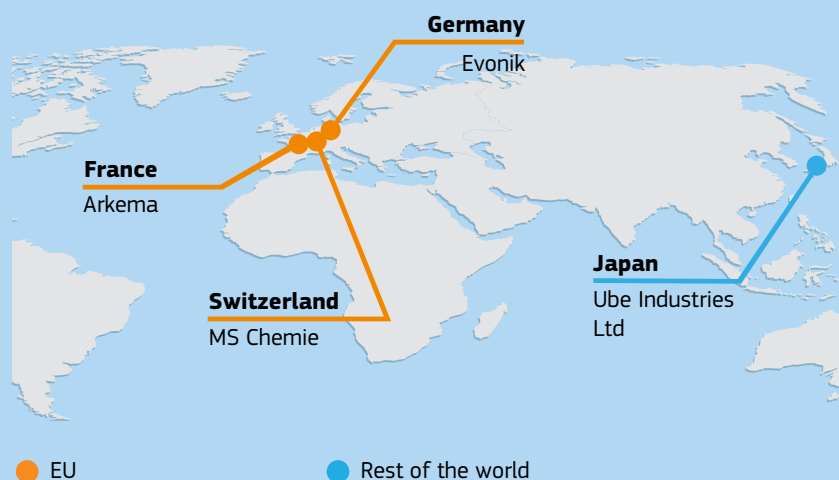 Germany
Evonik
France
Arkema
Switzerland
MS Chemie
Japan
Ube Industries
Ltd
EU
Rest of the world